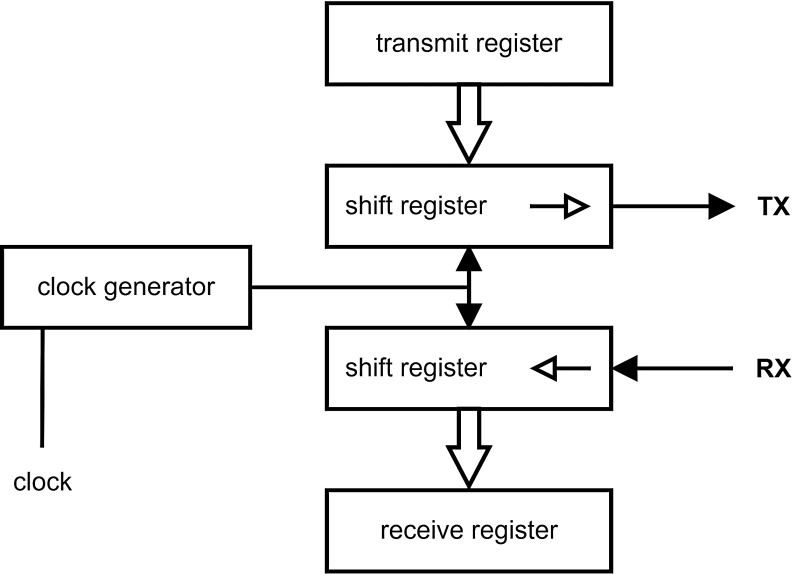 transmit register
shift register
TX
clock generator
shift register
RX
clock
receive register